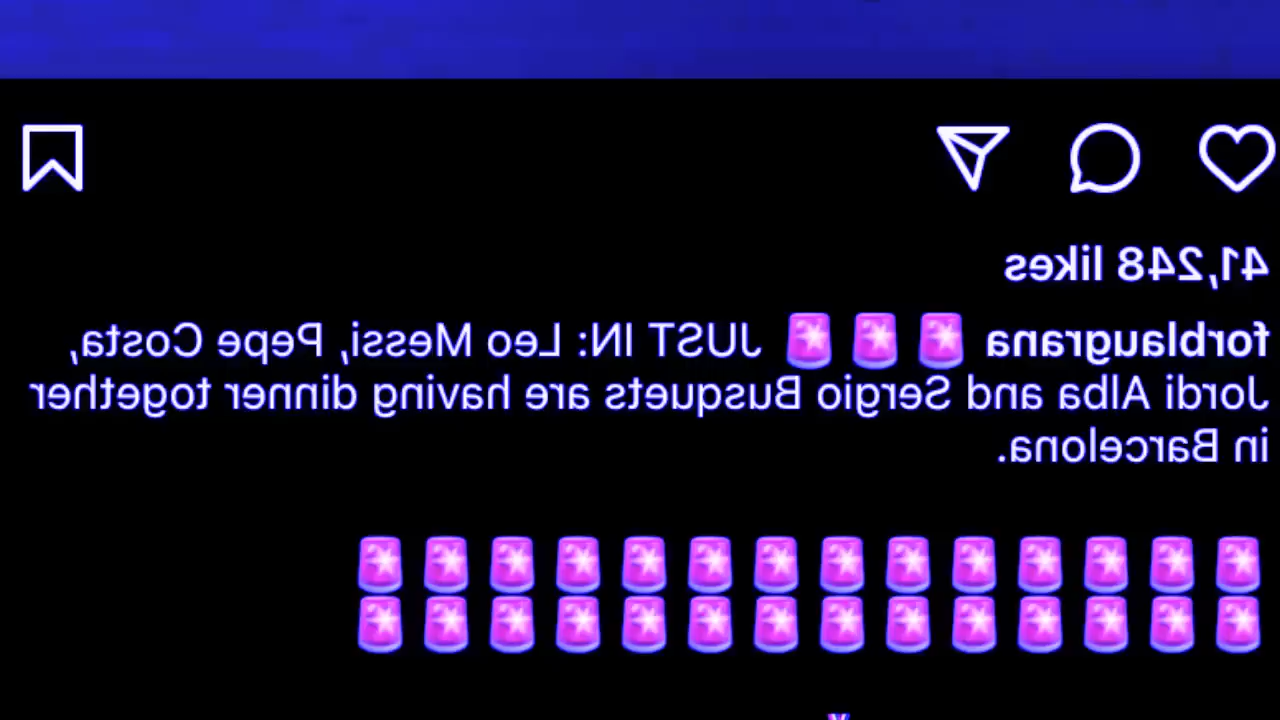 41,248 likes
forblaugrana 🚨 🚨 🚨 JUST IN: Leo Messi, Pepe Costa,
Jordi Alba and Sergio Busquets are having dinner together
in Barcelona.
🚨 🚨 🚨 🚨 🚨 🚨 🚨 🚨 🚨 🚨 🚨 🚨 🚨 🚨
🚨 🚨 🚨 🚨 🚨 🚨 🚨 🚨 🚨 🚨 🚨 🚨 🚨 🚨